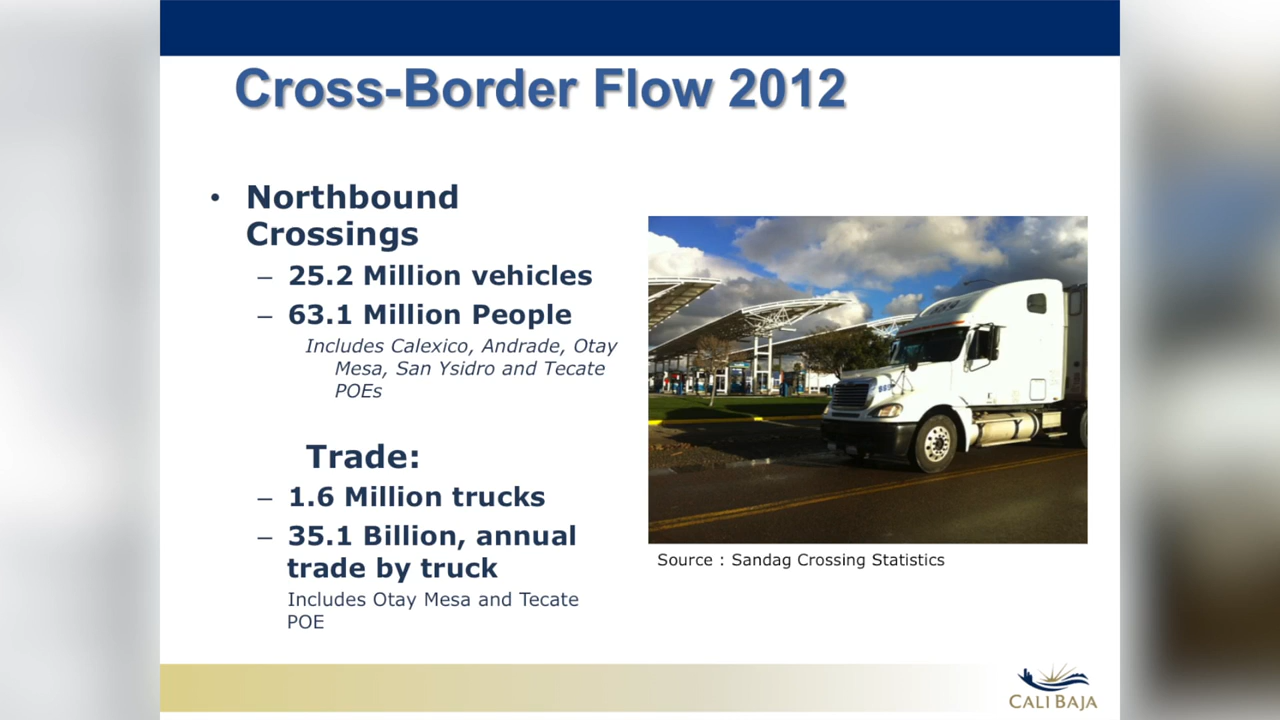 Cross-Border Flow 2012
• Northbound
Crossings
– 25.2 Million vehicles
– 63.1 Million People
Includes Calexico, Andrade, Otay
Mesa, San Ysidro and Tecate
POEs
Trade:
– 1.6 Million trucks
– 35.1 Billion, annual
trade by truck
Includes Otay Mesa and Tecate
POE
Source : Sandag Crossing Statistics
CALI BAJA